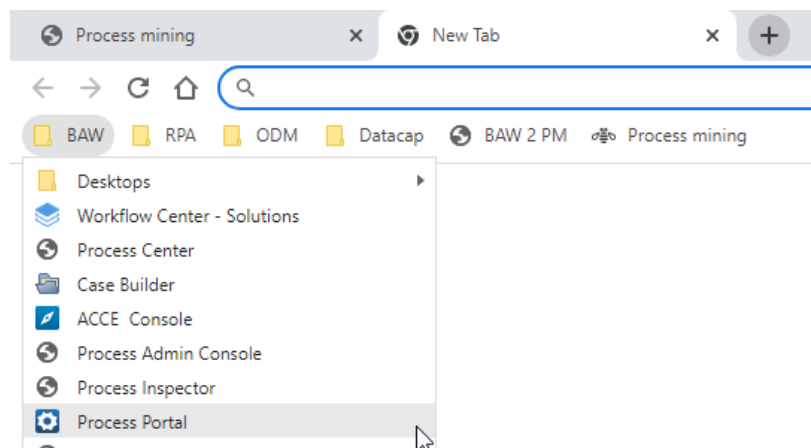 Process mining
New Tab
BAW RPA ODM Datacap BAW 2 PM Process mining
Desktops
Workflow Center - Solutions
Process Center
Case Builder
ACCE Console
Process Admin Console
Process Inspector
Process Portal